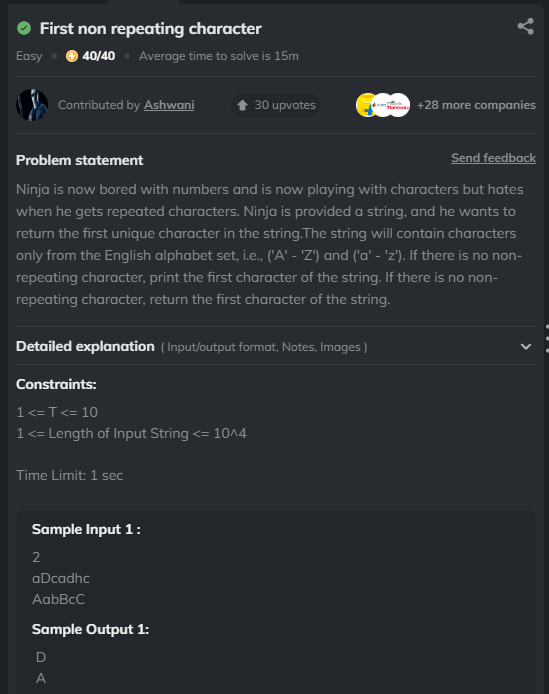 First non repeating character
Easy 40/40 Average time to solve is 15m
Contributed by Ashwani 30 upvotes +28 more companies
Problem statement Send feedback
Ninja is now bored with numbers and is now playing with characters but hates
when he gets repeated characters. Ninja is provided a string, and he wants to
return the first unique character in the string.The string will contain characters
only from the English alphabet set, i.e., ('A' - 'Z') and ('a' - 'z'). If there is no non-
repeating character, print the first character of the string. If there is no non-
repeating character, return the first character of the string.
Detailed explanation ( Input/output format, Notes, Images )
Constraints:
1 <= T <= 10
1 <= Length of Input String <= 10^4
Time Limit: 1 sec
Sample Input 1 :
2
aDcadhc
AabBcC
Sample Output 1:
D
A